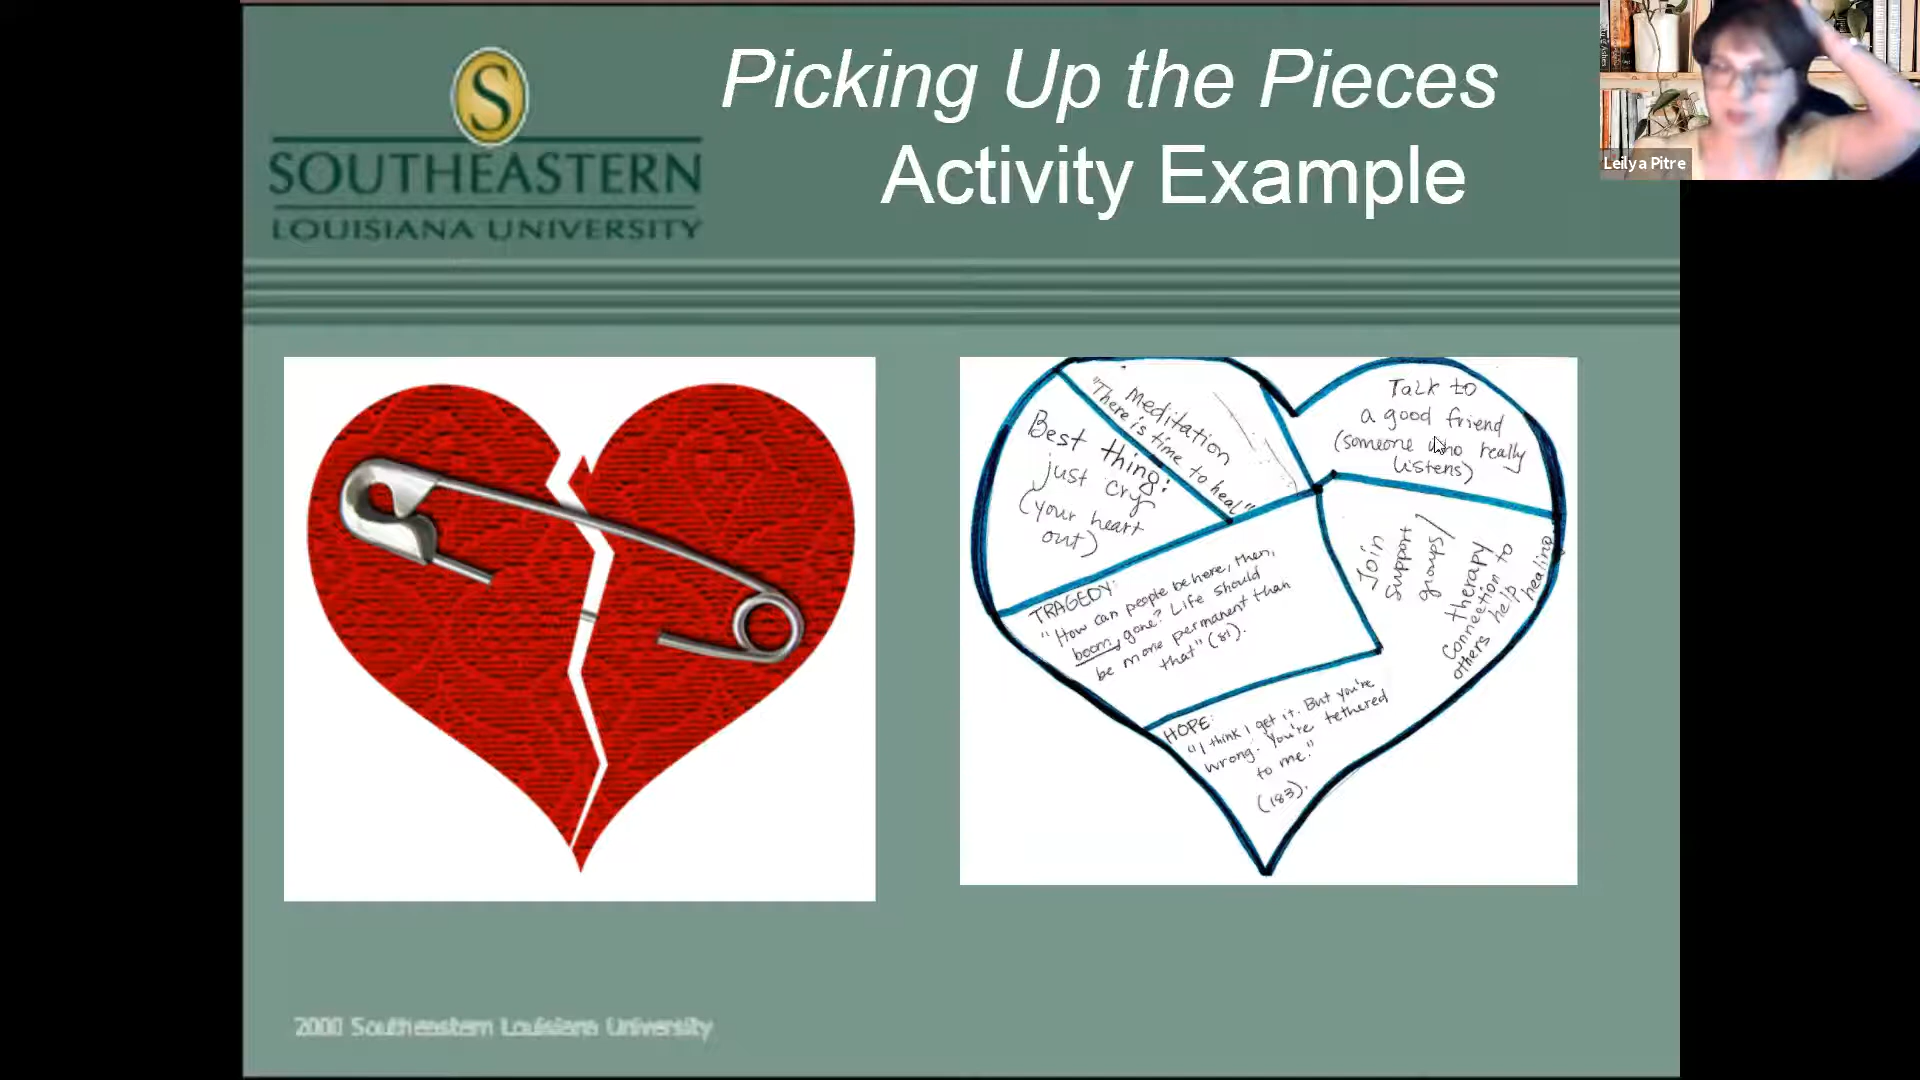 S
SOUTHEASTERN
LOUISIANA UNIVERSITY
Picking Up the Pieces
Activity Example
Leilya Pitre
Best thing:
just cry
(your heart
out)
meditation
"There is time to heal"
Talk to
a good friend
(someone who really
listens)
Join
support
groups/
therapy
connection to
others help
healing
TRAGEDY:
"How can people be here, then,
boom, gone? Life should
be more permanent than
that" (81).
HOPE:
"I think I get it. But you're
wrong. You're tethered
to me."
(183).
2000 Southeastern Louisiana University